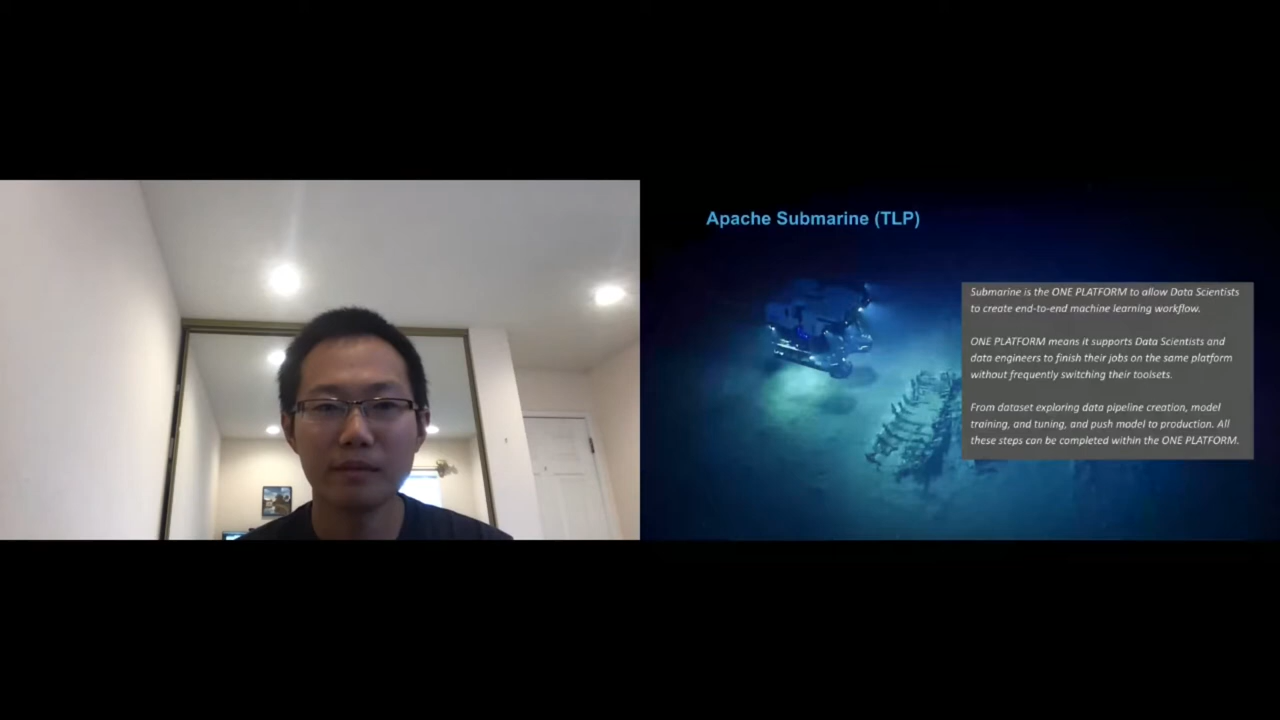 Apache Submarine (TLP)
Submarine is the ONE PLATFORM to allow Data Scientists
to create end-to-end machine learning workflow.
ONE PLATFORM means it supports Data Scientists and
data engineers to finish their jobs on the same platform
without frequently switching their toolsets.
From dataset exploring data pipeline creation, model
training, and tuning, and push model to production. All
these steps can be completed within the ONE PLATFORM.